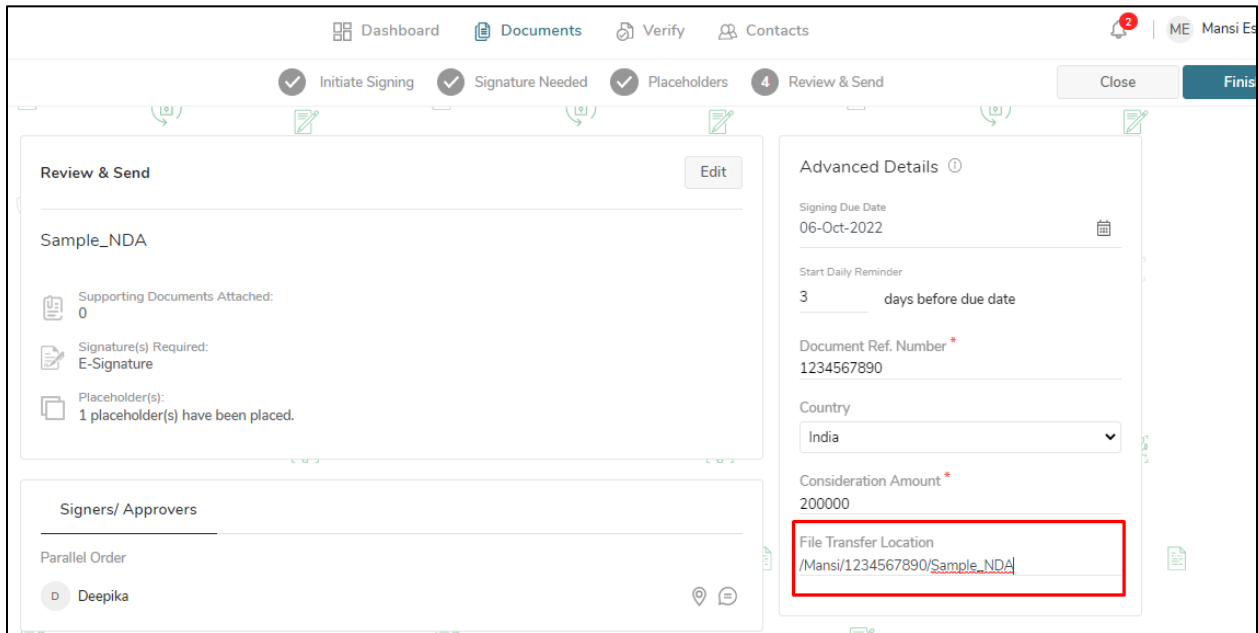 Dashboard Documents Verify Contacts 2 ME Mansi Es
Initiate Signing Signature Needed Placeholders 4 Review & Send Close Finis
Review & Send Edit
Sample_NDA
Supporting Documents Attached:
0
Signature(s) Required:
E-Signature
Placeholder(s):
1 placeholder(s) have been placed.
Signers/ Approvers
Parallel Order
D Deepika
Advanced Details
Signing Due Date
06-Oct-2022
Start Daily Reminder
3 days before due date
Document Ref. Number *
1234567890
Country
India
Consideration Amount *
200000
File Transfer Location
/Mansi/1234567890/Sample_NDA